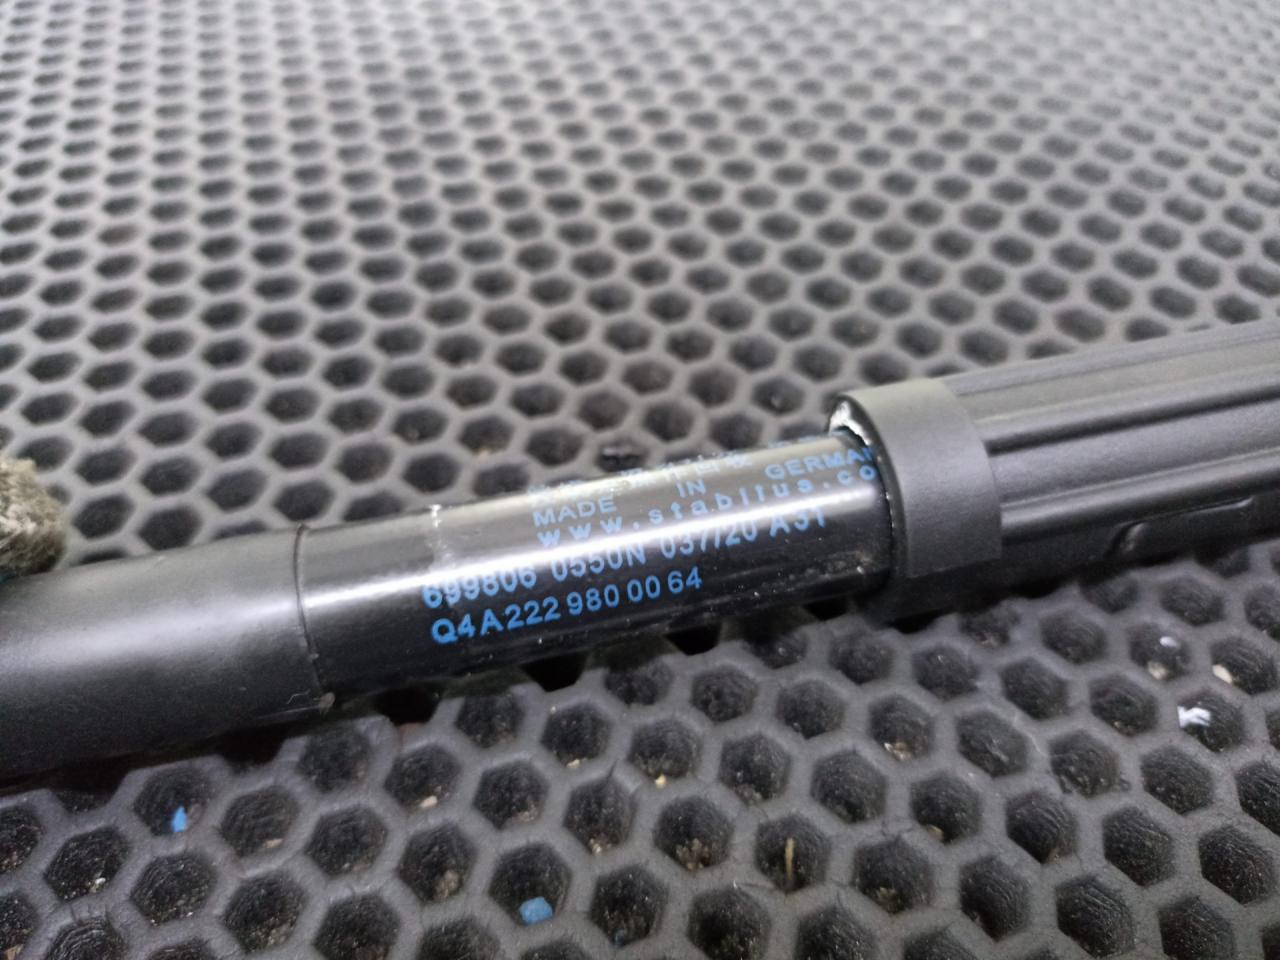 MADE IN GERMAN
www.stabilus.co
699806 0550N 037/20 A31
Q4A222 980 00 64